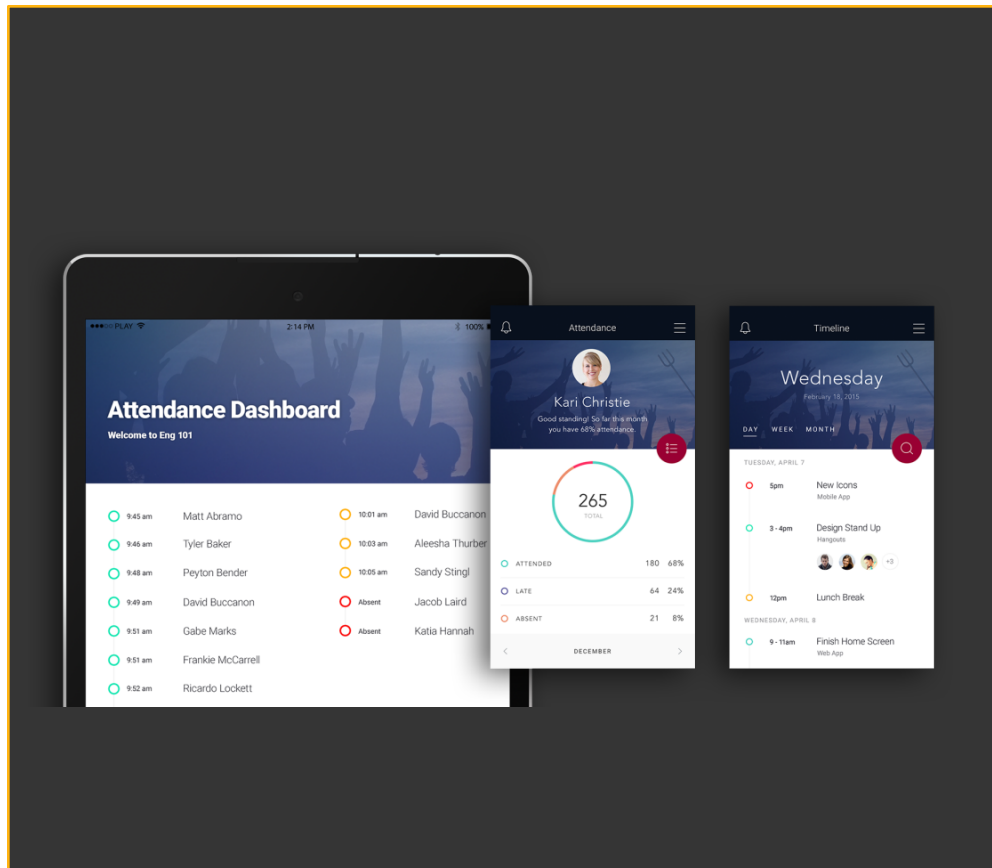 PLAY
2:14 PM
100%
Attendance Dashboard
Welcome to Eng 101
9:45 am Matt Abramo
9:46 am Tyler Baker
9:48 am Peyton Bender
9:49 am David Buccanon
9:51 am Gabe Marks
9:51 am Frankie McCarrell
9:52 am Ricardo Lockett
10:01 am David Buccanon
10:03 am Aleesha Thurber
10:05 am Sandy Stingl
Absent Jacob Laird
Absent Katia Hannah
Attendance
Kari Christie
Good standing! So far this month
you have 68% attendance.
265
TOTAL
ATTENDED 180 68%
LATE 64 24%
ABSENT 21 8%
DECEMBER
Timeline
Wednesday
February 18, 2015
DAY WEEK MONTH
TUESDAY, APRIL 7
5pm New Icons
Mobile App
3 - 4pm Design Stand Up
Hangouts
+3
12pm Lunch Break
WEDNESDAY, APRIL 8
9 - 11am Finish Home Screen
Web App